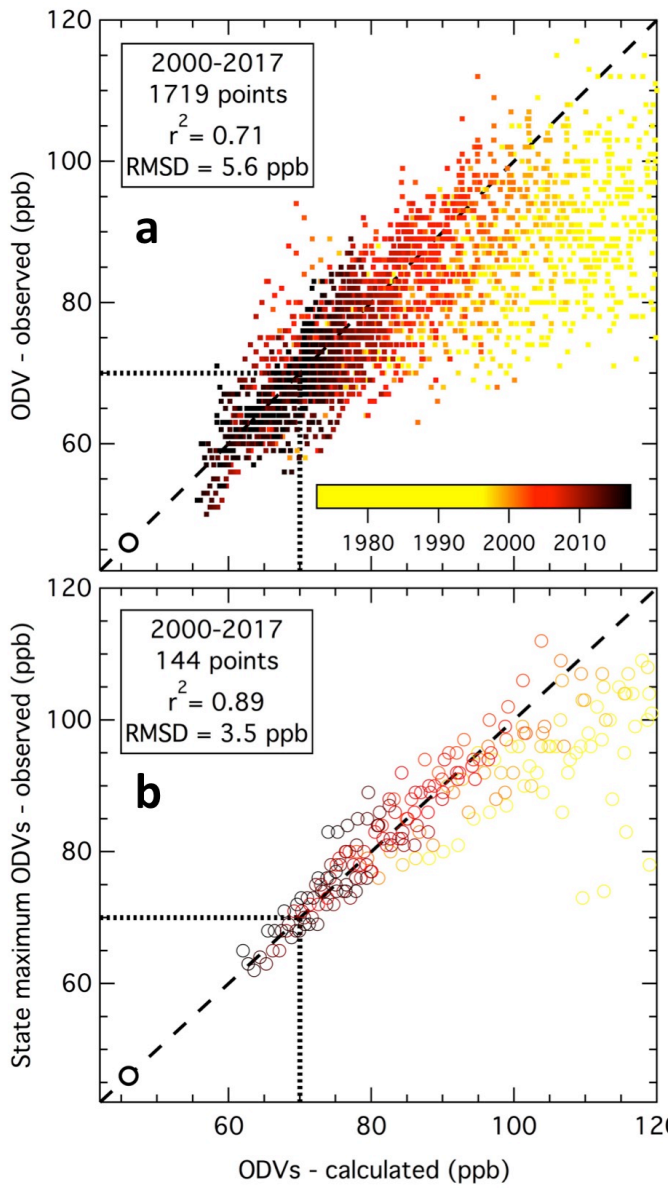 120
100
80
60
ODV - observed (ppb)
2000-2017
1719 points
r² = 0.71
RMSD = 5.6 ppb
a
1980 1990 2000 2010
120
100
80
60
State maximum ODVs - observed (ppb)
2000-2017
144 points
r² = 0.89
RMSD = 3.5 ppb
b
60 80 100 120
ODVs - calculated (ppb)